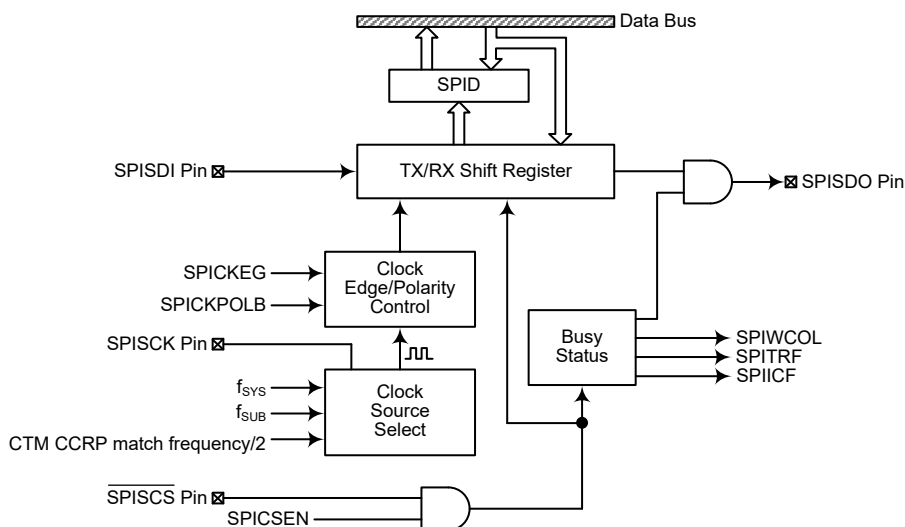 Data Bus
SPID
SPISDI Pin
TX/RX Shift Register
SPISDO Pin
SPICKEG
SPICKPOLB
Clock
Edge/Polarity
Control
SPISCK Pin
Busy
Status
SPIWCOL
SPITRF
SPIICF
fSYS
fSUB
CTM CCRP match frequency/2
Clock
Source
Select
SPISCS Pin
SPICSEN